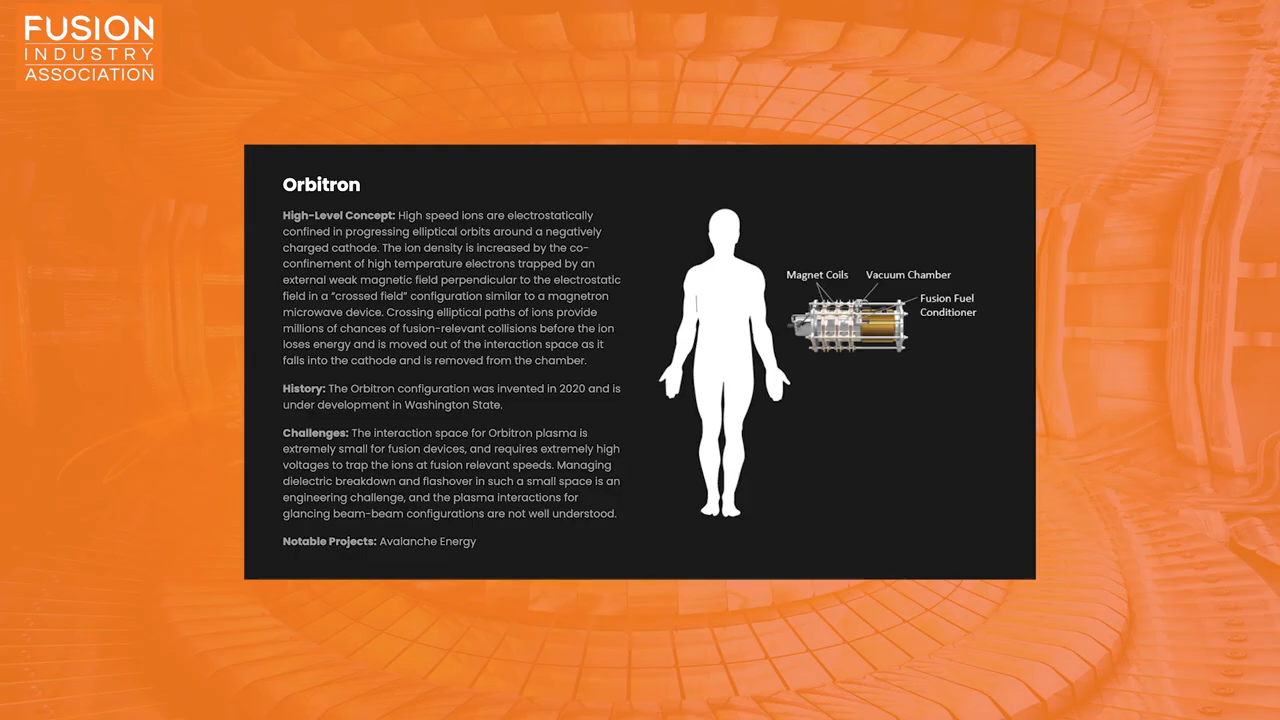 FUSION
INDUSTRY
ASSOCIATION
Orbitron
High-Level Concept: High speed ions are electrostatically
confined in progressing elliptical orbits around a negatively
charged cathode. The ion density is increased by the co-
confinement of high temperature electrons trapped by an
external weak magnetic field perpendicular to the electrostatic
field in a “crossed field” configuration similar to a magnetron
microwave device. Crossing elliptical paths of ions provide
millions of chances of fusion-relevant collisions before the ion
loses energy and is moved out of the interaction space as it
falls into the cathode and is removed from the chamber.
History: The Orbitron configuration was invented in 2020 and is
under development in Washington State.
Challenges: The interaction space for Orbitron plasma is
extremely small for fusion devices, and requires extremely high
voltages to trap the ions at fusion relevant speeds. Managing
dielectric breakdown and flashover in such a small space is an
engineering challenge, and the plasma interactions for
glancing beam-beam configurations are not well understood.
Notable Projects: Avalanche Energy
Magnet Coils
Vacuum Chamber
Fusion Fuel
Conditioner